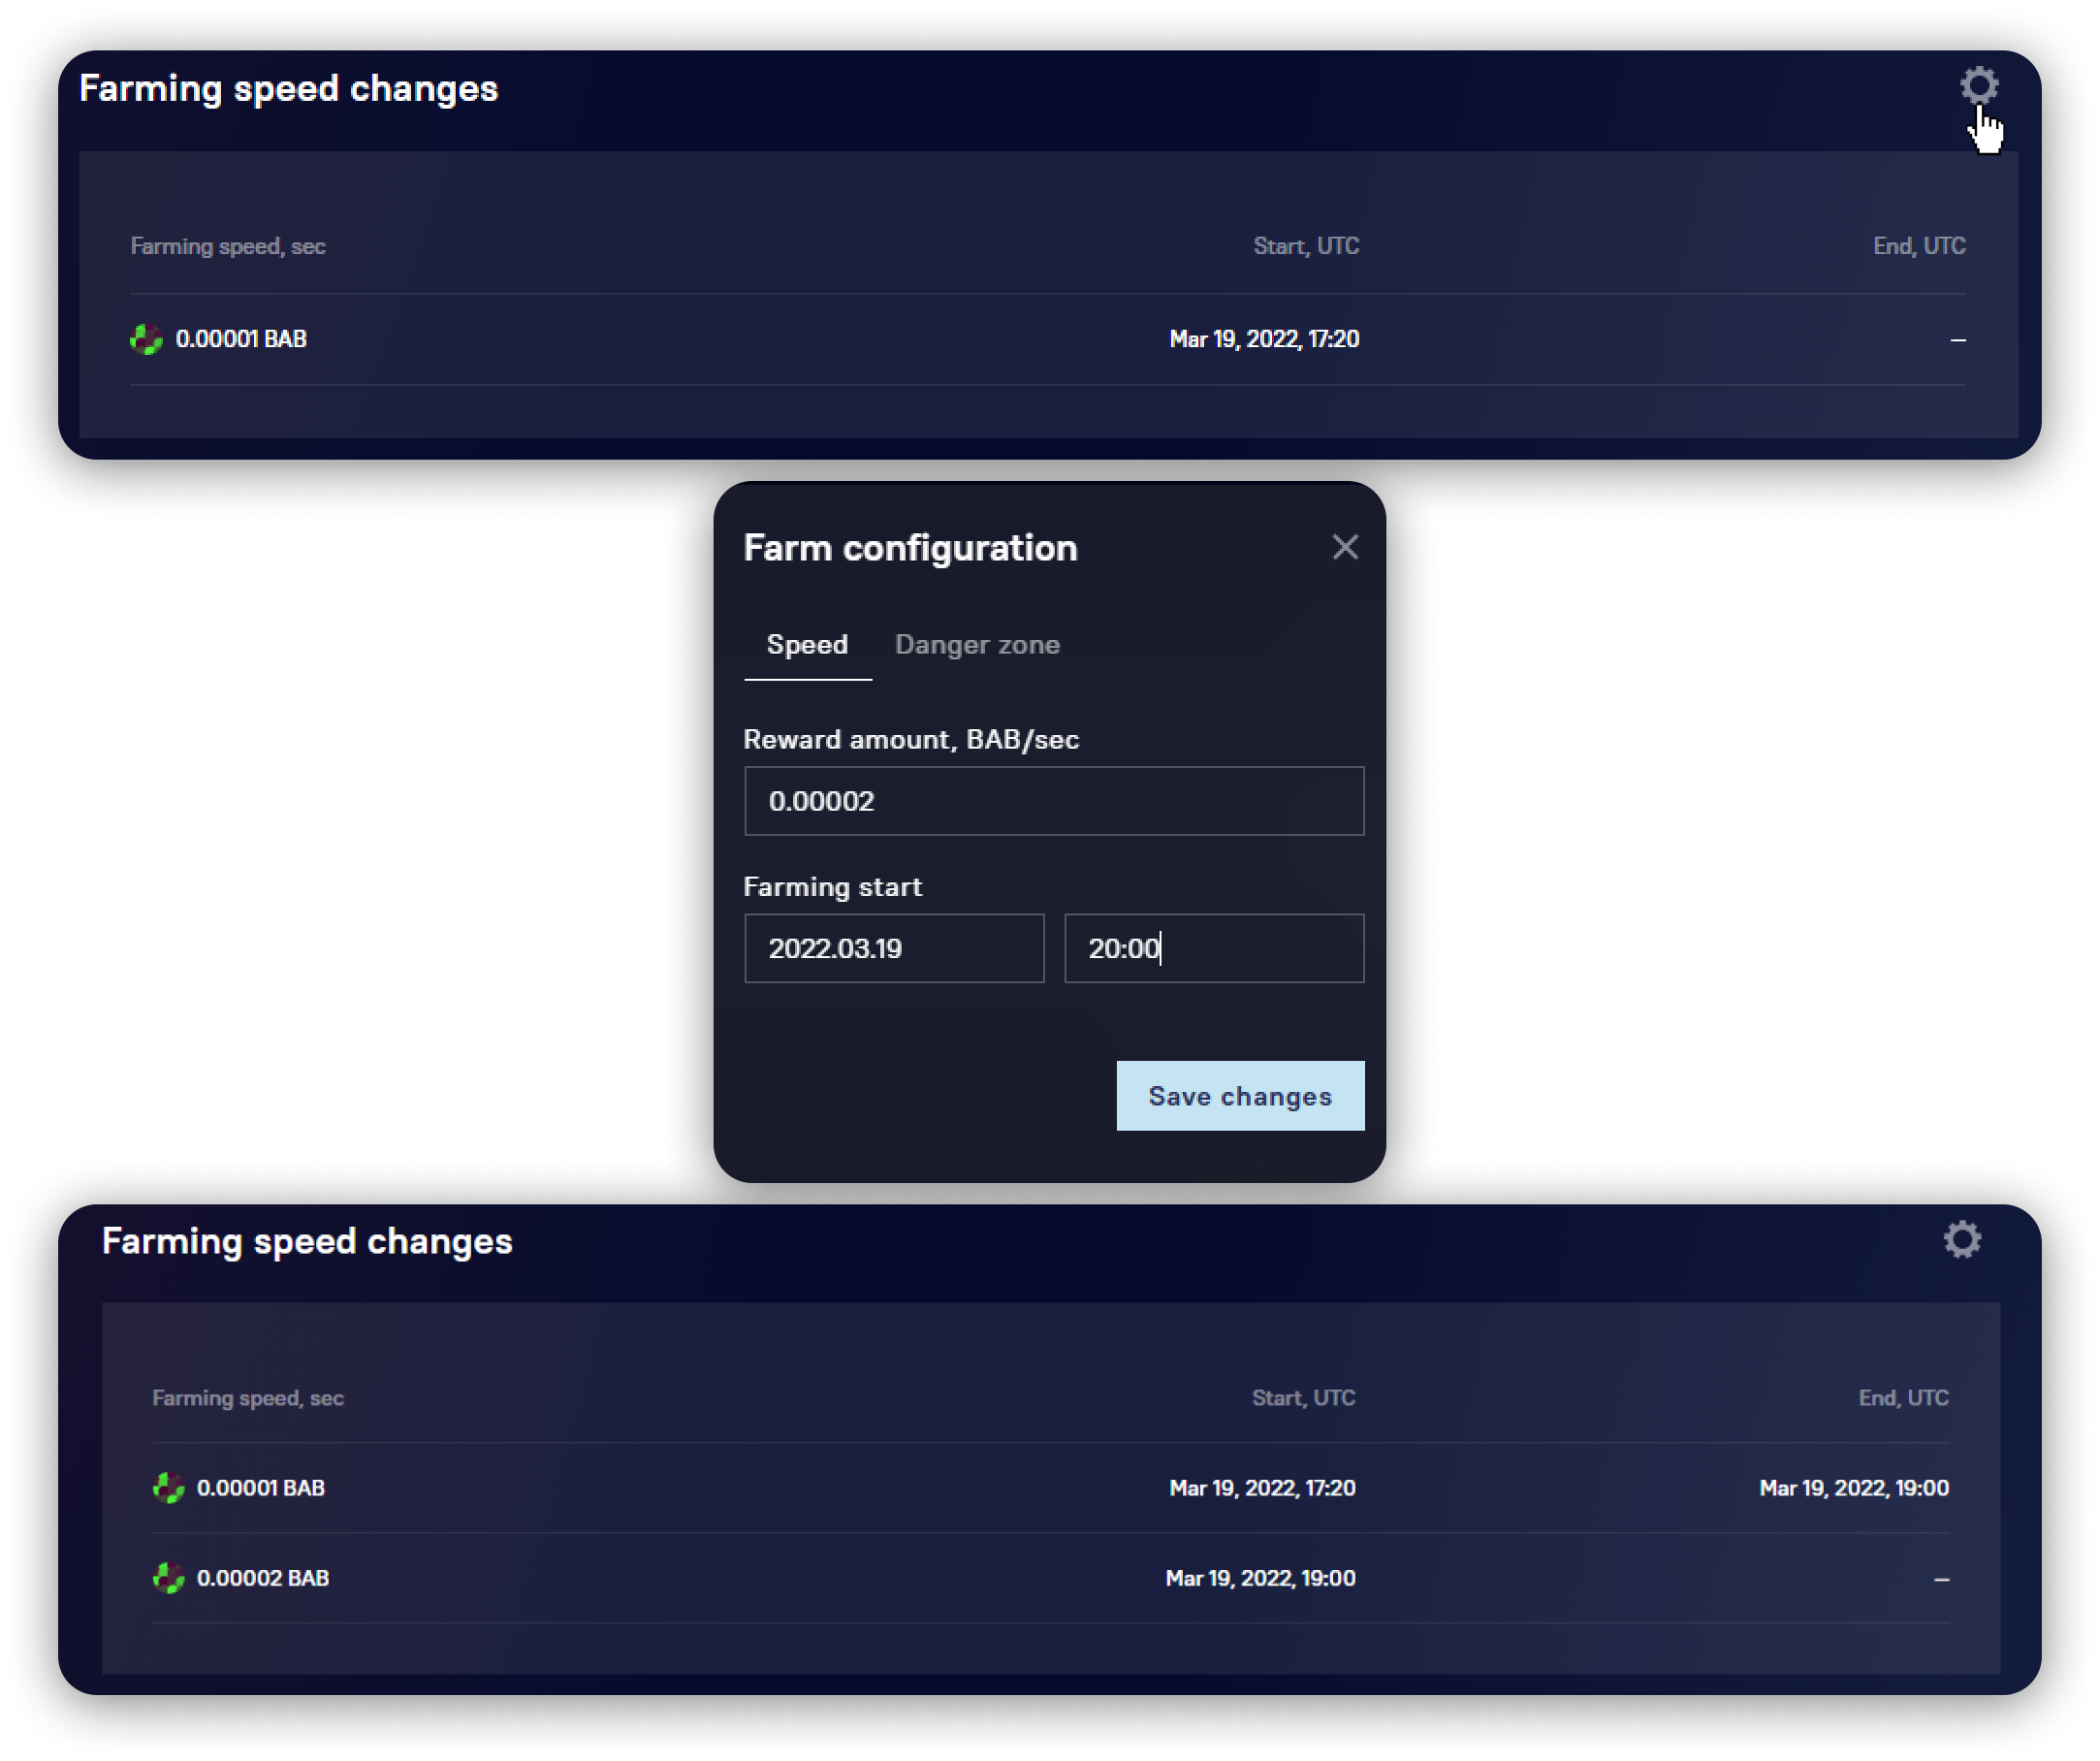 Farming speed changes
Farming speed, sec Start, UTC End, UTC
0.00001 BAB Mar 19, 2022, 17:20 –
Farm configuration
Speed Danger zone
Reward amount, BAB/sec
0.00002
Farming start
2022.03.19 20:00
Save changes
Farming speed changes
Farming speed, sec Start, UTC End, UTC
0.00001 BAB Mar 19, 2022, 17:20 Mar 19, 2022, 19:00
0.00002 BAB Mar 19, 2022, 19:00 –